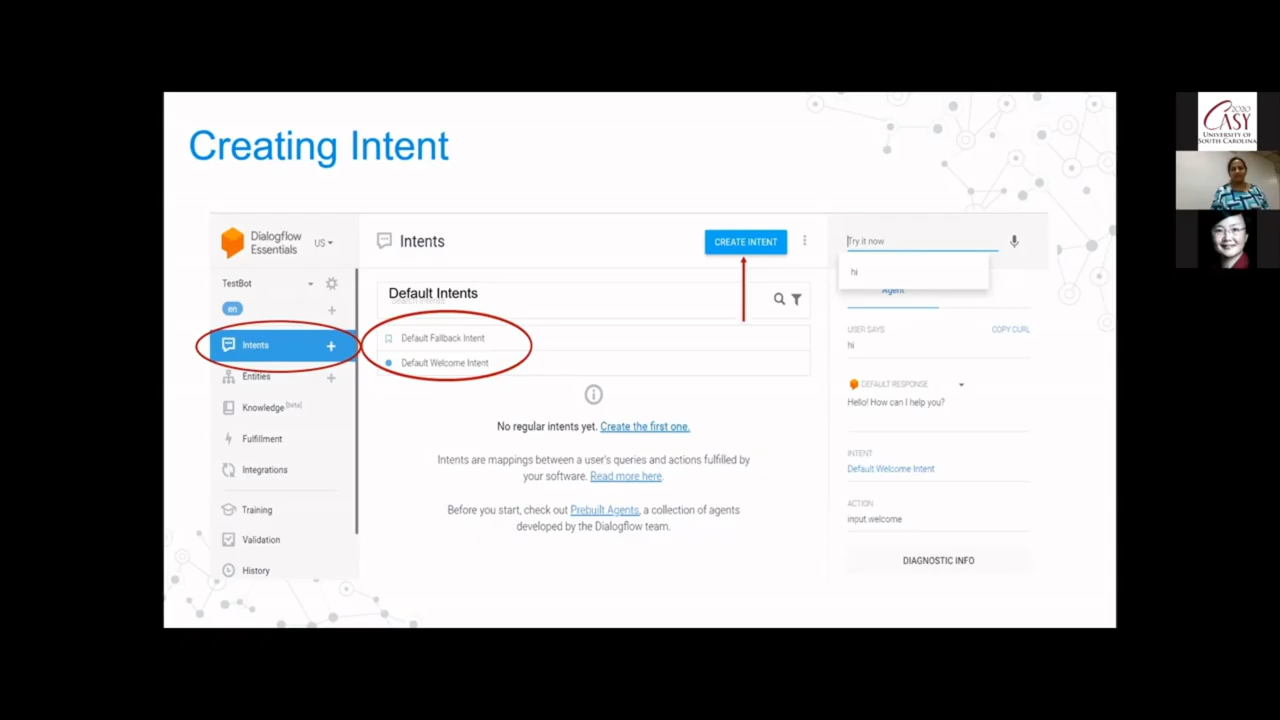 Creating Intent
Dialogflow
Essentials
US
TestBot
en
Intents
Entities
Knowledge [beta]
Fulfillment
Integrations
Training
Validation
History
Intents
CREATE INTENT
Default Intents
Default Fallback Intent
Default Welcome Intent
No regular intents yet. Create the first one.
Intents are mappings between a user's queries and actions fulfilled by
your software. Read more here.
Before you start, check out Prebuilt Agents, a collection of agents
developed by the Dialogflow team.
Try it now
hi
Agent
USER SAYS
COPY CURL
hi
DEFAULT RESPONSE
Hello! How can I help you?
INTENT
Default Welcome Intent
ACTION
input.welcome
DIAGNOSTIC INFO
2020
CASY
UNIVERSITY OF
SOUTH CAROLINA